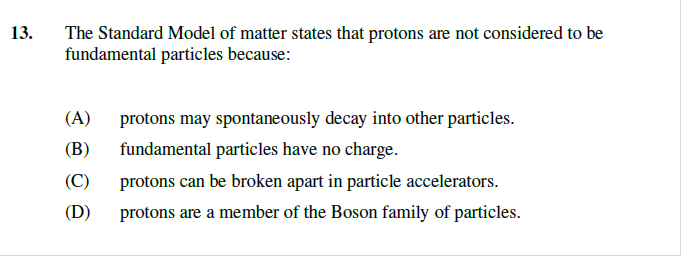 13. The Standard Model of matter states that protons are not considered to be
fundamental particles because:
(A) protons may spontaneously decay into other particles.
(B) fundamental particles have no charge.
(C) protons can be broken apart in particle accelerators.
(D) protons are a member of the Boson family of particles.